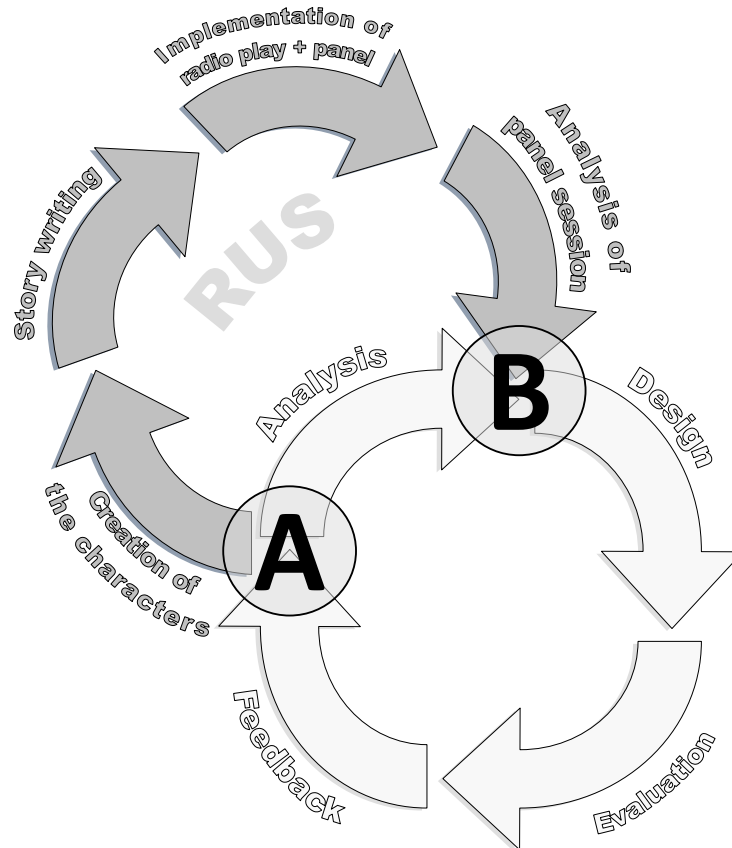 Implementation of
radio play + panel
Analysis of
panel session
Story writing
RUS
Creation of
the characters
Analysis
B
Design
A
Feedback
Evaluation